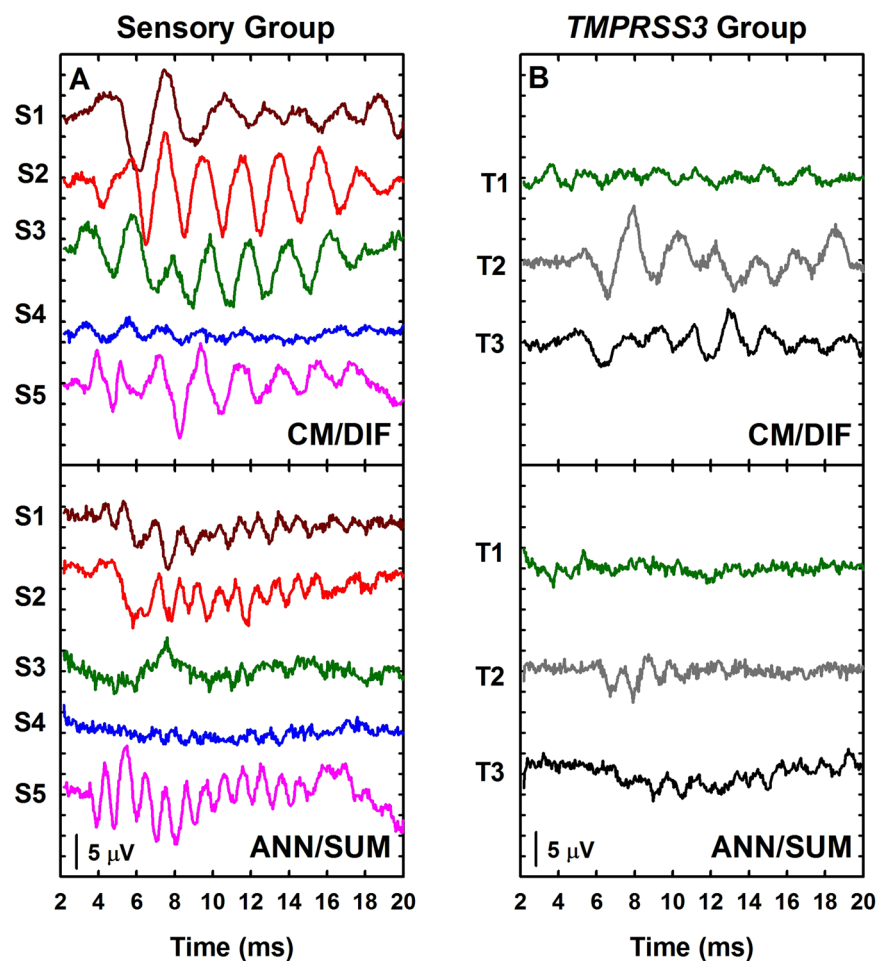 Sensory Group
TMPRSS3 Group
A
S1
S2
S3
S4
S5
CM/DIF
S1
S2
S3
S4
S5
5 μV
ANN/SUM
2 4 6 8 10 12 14 16 18 20
Time (ms)
B
T1
T2
T3
CM/DIF
T1
T2
T3
5 μV
ANN/SUM
2 4 6 8 10 12 14 16 18 20
Time (ms)